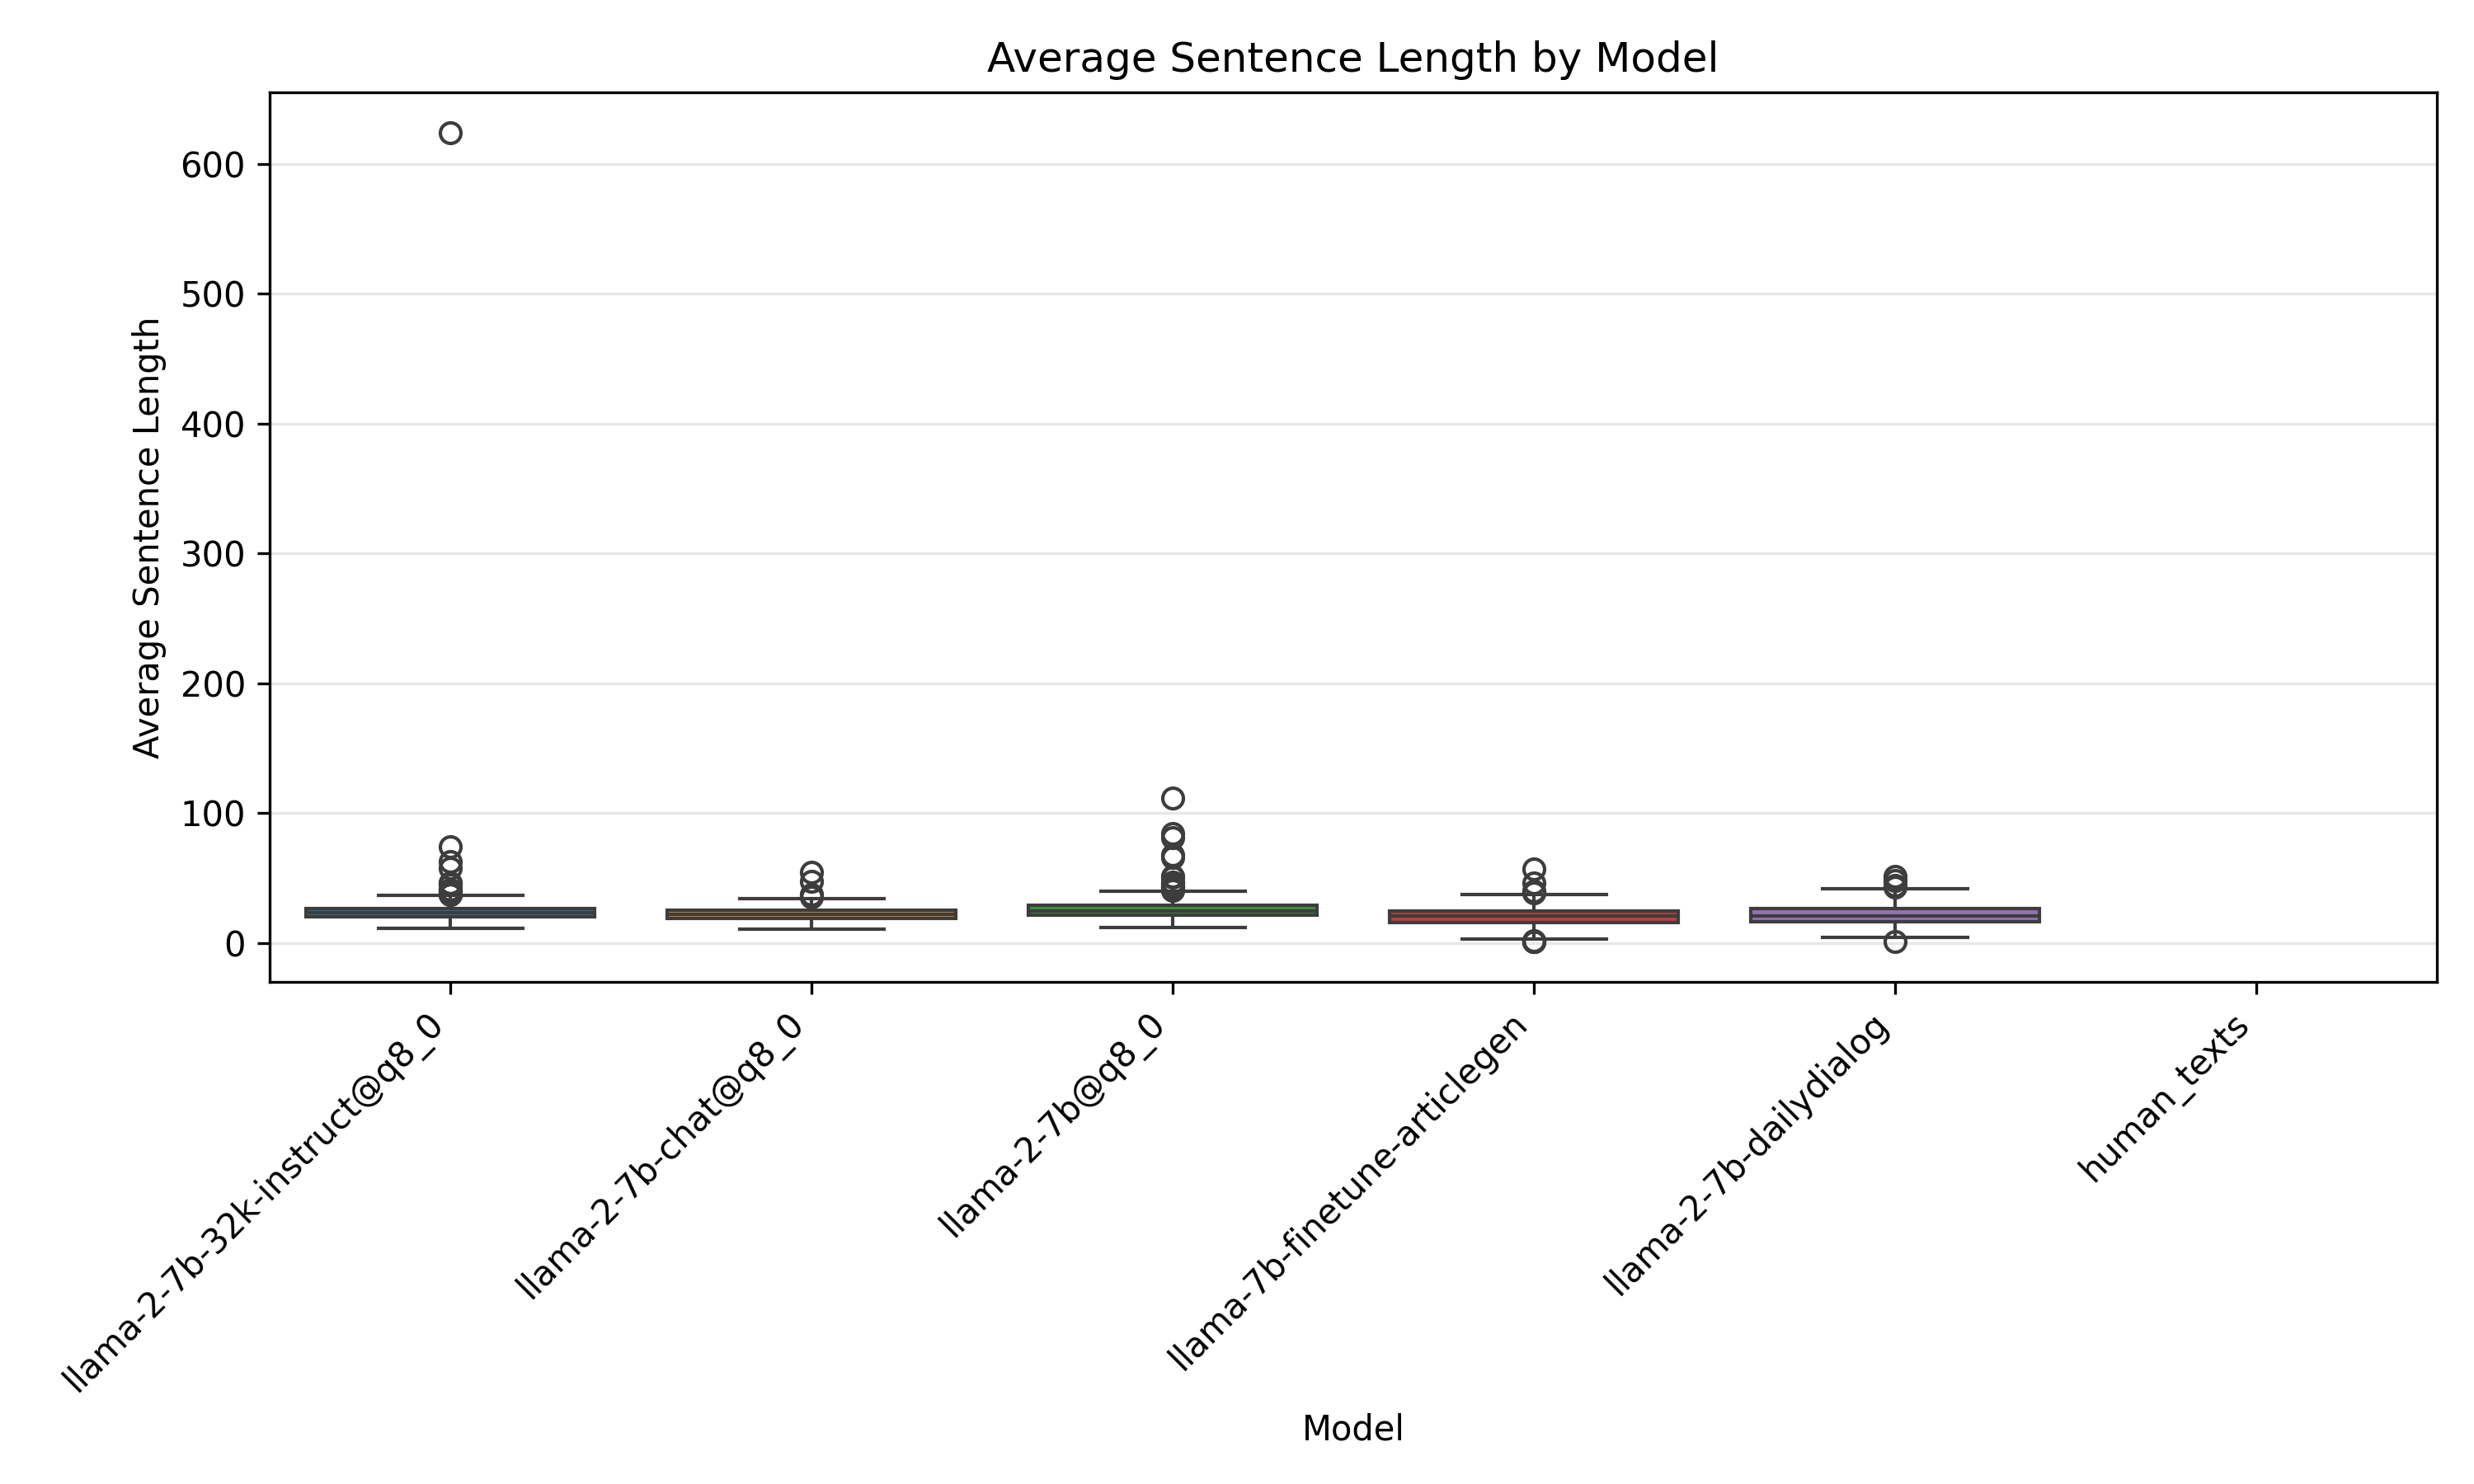 Average Sentence Length by Model
Average Sentence Length
600
500
400
300
200
100
0
llama-2-7b-32k-instruct@q8_0
llama-2-7b-chat@q8_0
llama-2-7b@q8_0
llama-7b-finetune-articlegen
llama-2-7b-dailydialog
human_texts
Model